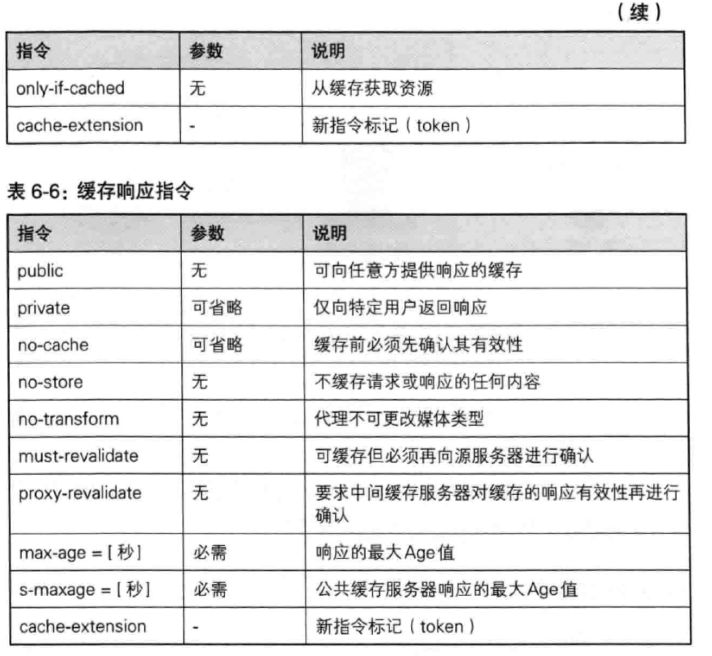 （续）
指令 参数 说明
only-if-cached 无 从缓存获取资源
cache-extension - 新指令标记（token）
表 6-6：缓存响应指令
指令 参数 说明
public 无 可向任意方提供响应的缓存
private 可省略 仅向特定用户返回响应
no-cache 可省略 缓存前必须先确认其有效性
no-store 无 不缓存请求或响应的任何内容
no-transform 无 代理不可更改媒体类型
must-revalidate 无 可缓存但必须再向源服务器进行确认
proxy-revalidate 无 要求中间缓存服务器对缓存的响应有效性再进行
确认
max-age = [ 秒] 必需 响应的最大Age值
s-maxage = [ 秒] 必需 公共缓存服务器响应的最大Age值
cache-extension - 新指令标记（token）